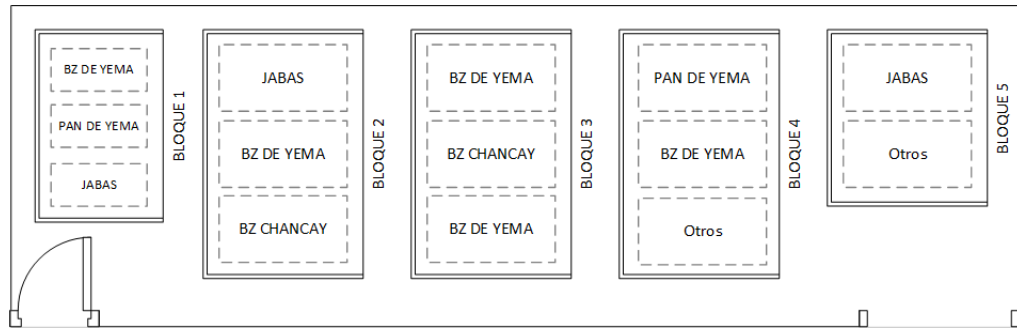 BZ DE YEMA
PAN DE YEMA
JABAS
BLOQUE 1
JABAS
BZ DE YEMA
BZ CHANCAY
BLOQUE 2
BZ DE YEMA
BZ CHANCAY
BZ DE YEMA
BLOQUE 3
PAN DE YEMA
BZ DE YEMA
Otros
BLOQUE 4
JABAS
Otros
BLOQUE 5